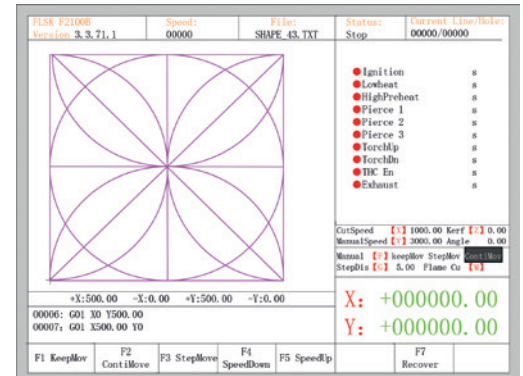 FLSK F2100B Speed: File: Status: Current Line/Hole:
Version 3.3.71.1 00000 SHAPE_43.TXT Stop 00000/00000
Ignition s
Lowheat s
HighPreheat s
Pierce 1 s
Pierce 2 s
Pierce 3 s
TorchUp s
TorchDn s
THC En s
Exhaust s
CutSpeed 【X】 1000.00 Kerf 【Z】 0.00
ManualSpeed 【Y】 3000.00 Angle 0.00
Manual 【F】 keepMov StepMov ContiMov
StepDis 【G】 5.00 Flame Cu 【W】
+X:500.00 -X:0.00 +Y:500.00 -Y:0.00
00006: G01 X0 Y500.00
00007: G01 X500.00 Y0
X: +000000.00
Y: +000000.00
F1 KeepMov F2 ContiMove F3 StepMove F4 SpeedDown F5 SpeedUp F7 Recover